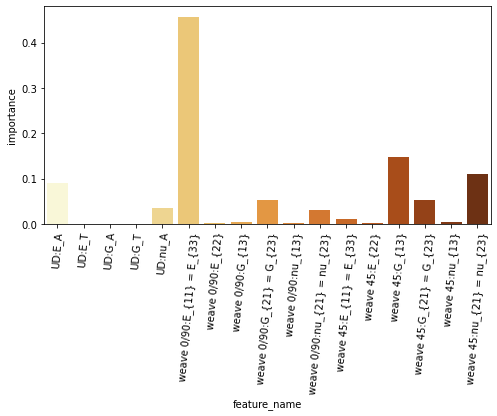 importance
0.4
0.3
0.2
0.1
0.0
UD:E_A
UD:E_T
UD:G_A
UD:G_T
UD:nu_A
weave 0/90:E_{11} = E_{33}
weave 0/90:E_{22}
weave 0/90:G_{13}
weave 0/90:G_{21} = G_{23}
weave 0/90:nu_{13}
weave 0/90:nu_{21} = nu_{23}
weave 45:E_{11} = E_{33}
weave 45:E_{22}
weave 45:G_{13}
weave 45:G_{21} = G_{23}
weave 45:nu_{13}
weave 45:nu_{21} = nu_{23}
feature_name